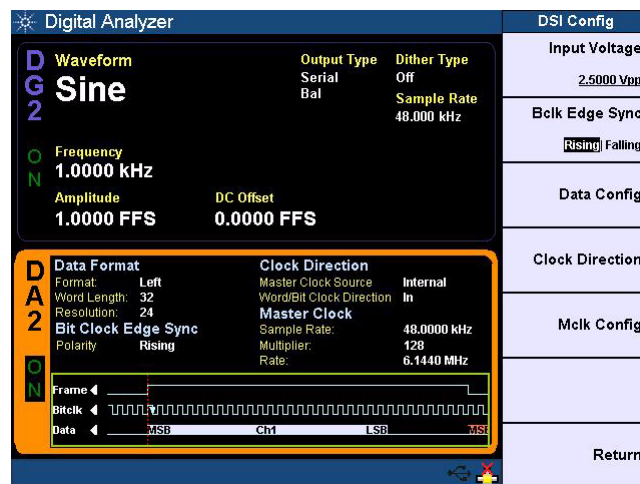 Digital Analyzer
DSI Config
DG2
ON
Waveform
Sine
Output Type
Serial
Bal
Dither Type
Off
Sample Rate
48.000 kHz
Frequency
1.0000 kHz
Amplitude
1.0000 FFS
DC Offset
0.0000 FFS
DA2
ON
Data Format
Format: Left
Word Length: 32
Resolution: 24
Bit Clock Edge Sync
Polarity Rising
Clock Direction
Master Clock Source Internal
Word/Bit Clock Direction In
Master Clock
Sample Rate: 48.0000 kHz
Multiplier: 128
Rate: 6.1440 MHz
Frame
Bitclk
Data MSB Ch1 LSB MSB
Input Voltage
2.5000 Vpp
Bclk Edge Sync
Rising Falling
Data Config
Clock Direction
Mclk Config
Return